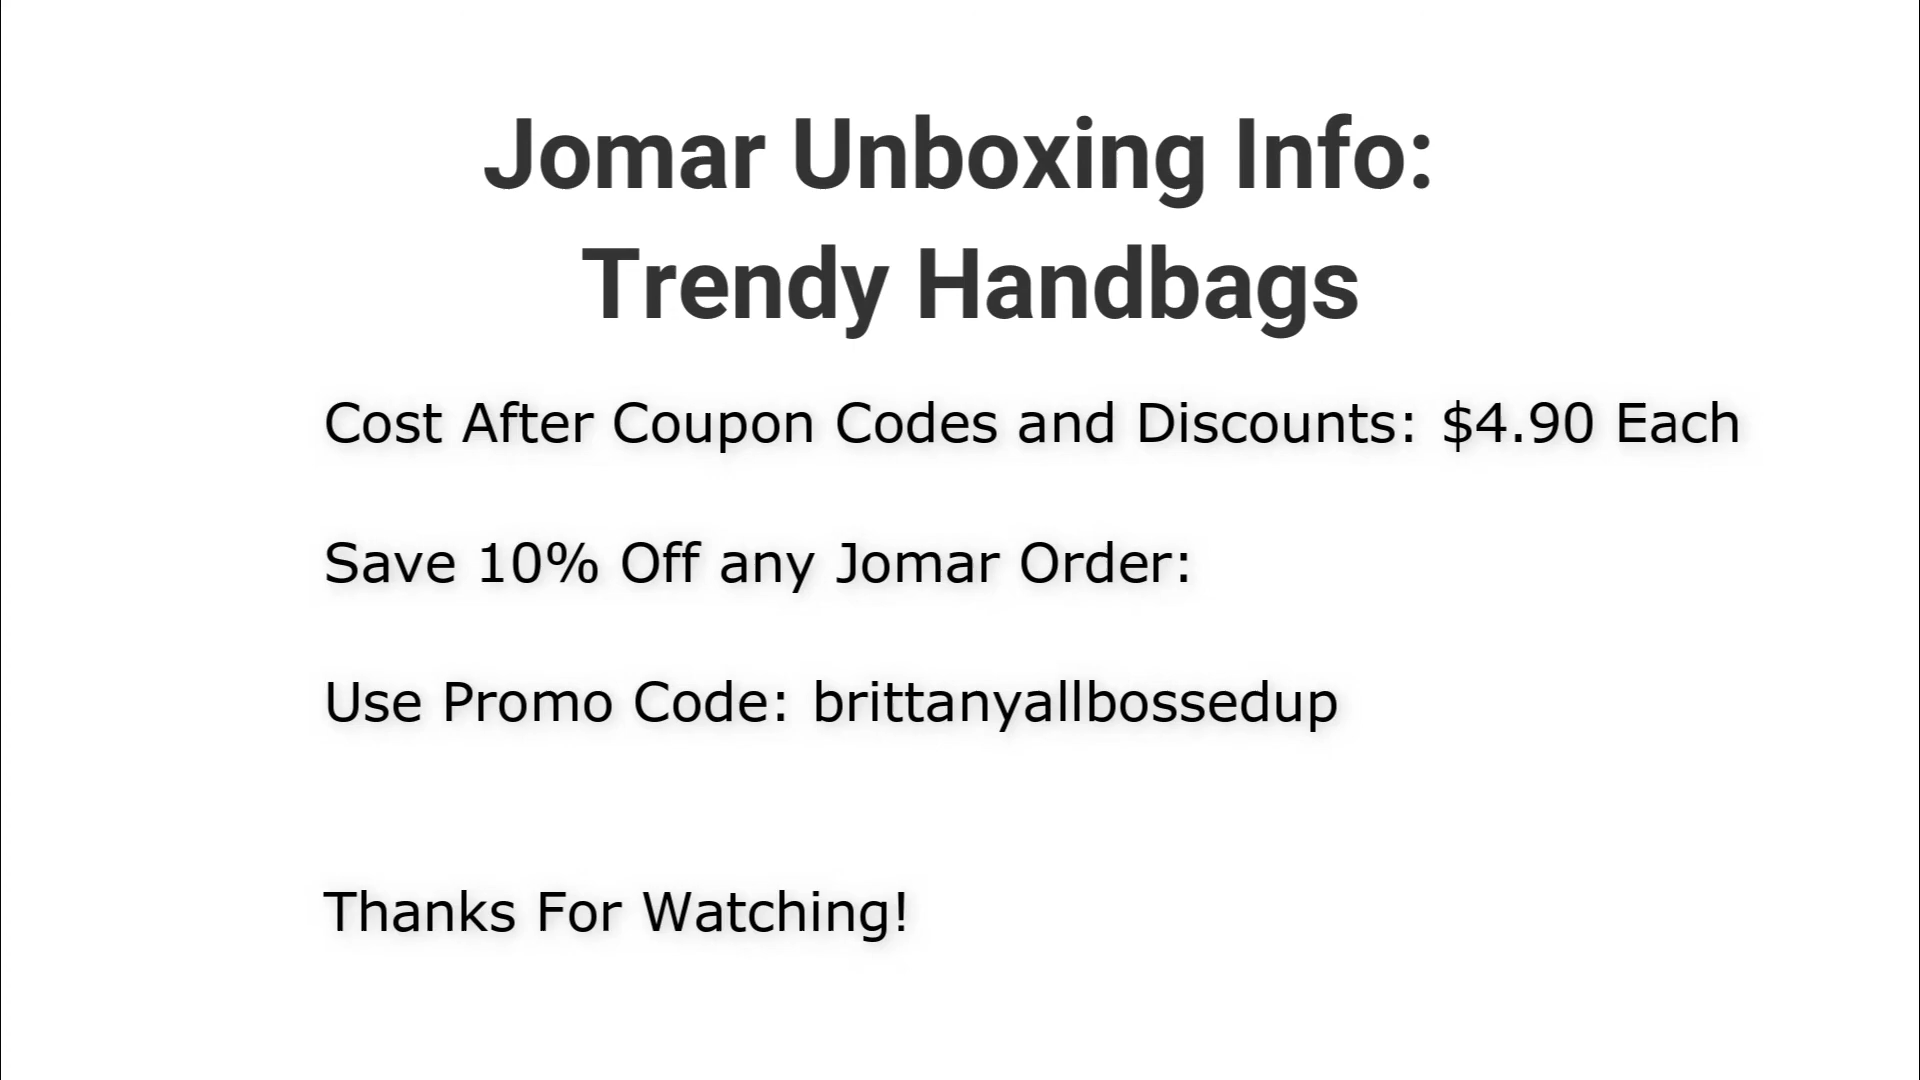 Jomar Unboxing Info:
Trendy Handbags
Cost After Coupon Codes and Discounts: $4.90 Each
Save 10% Off any Jomar Order:
Use Promo Code: brittanyallbossedup
Thanks For Watching!